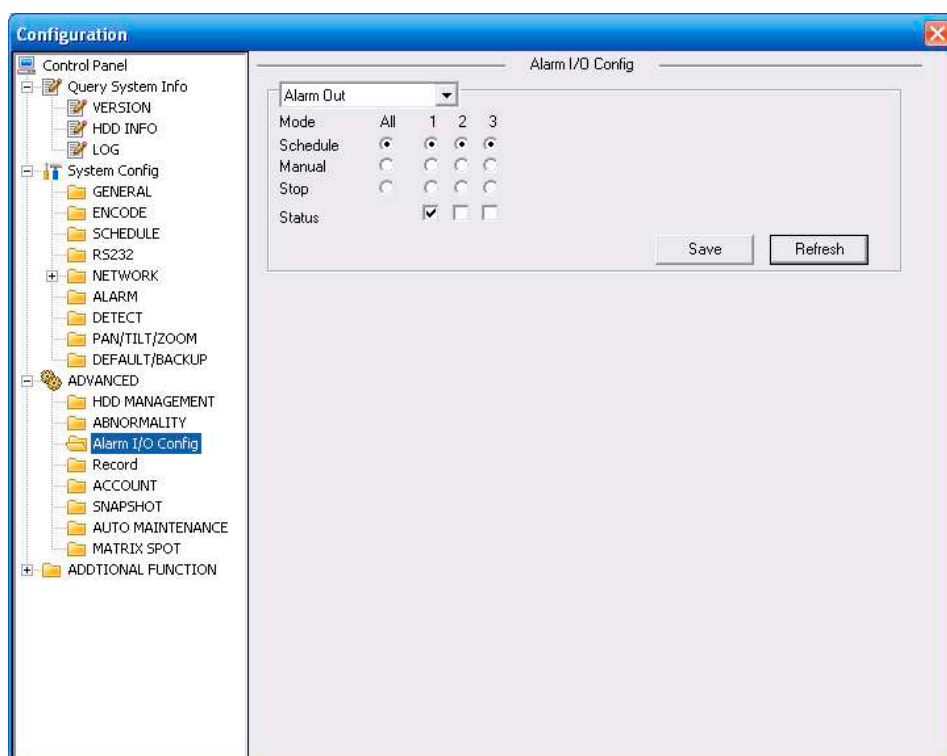 Configuration
Control Panel
Query System Info
VERSION
HDD INFO
LOG
System Config
GENERAL
ENCODE
SCHEDULE
RS232
NETWORK
ALARM
DETECT
PAN/TILT/ZOOM
DEFAULT/BACKUP
ADVANCED
HDD MANAGEMENT
ABNORMALITY
Alarm I/O Config
Record
ACCOUNT
SNAPSHOT
AUTO MAINTENANCE
MATRIX SPOT
ADDTIONAL FUNCTION
Alarm I/O Config
Alarm Out
Mode All 1 2 3
Schedule
Manual
Stop
Status
Save Refresh